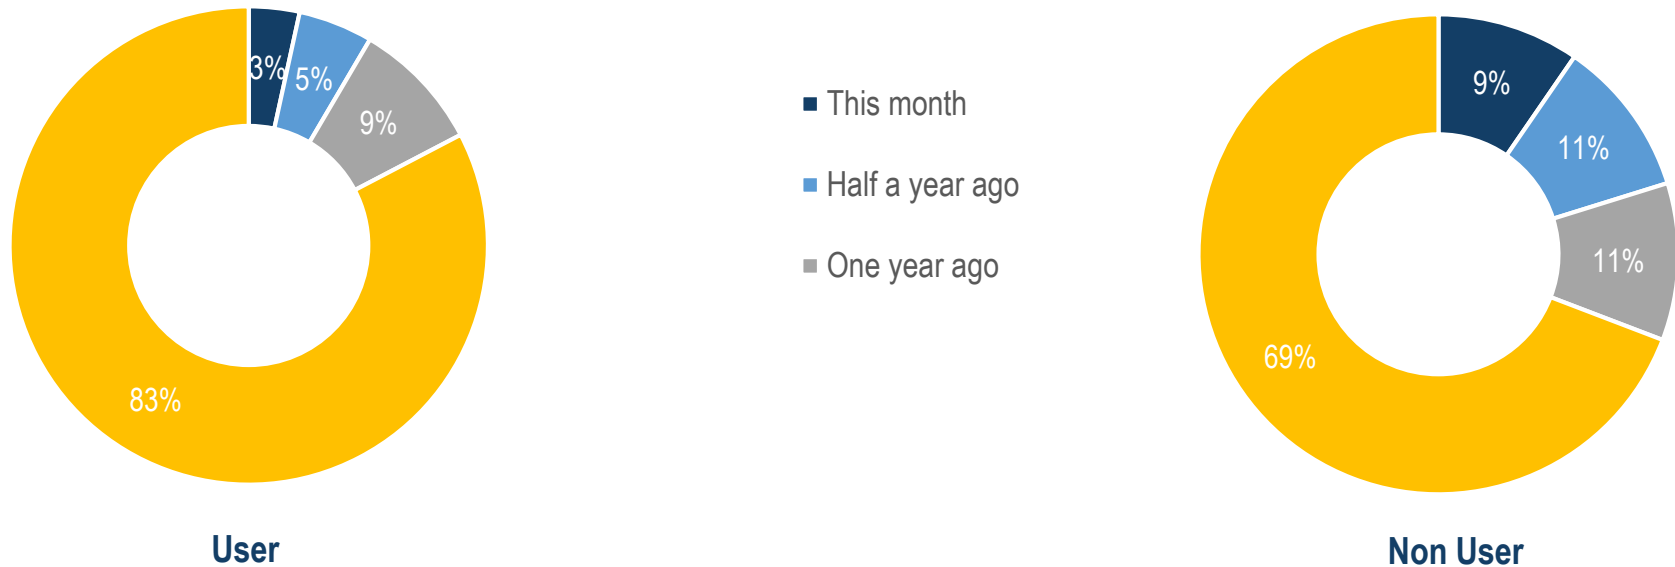 3%
5%
9%
83%
User
This month
Half a year ago
One year ago
9%
11%
11%
69%
Non User